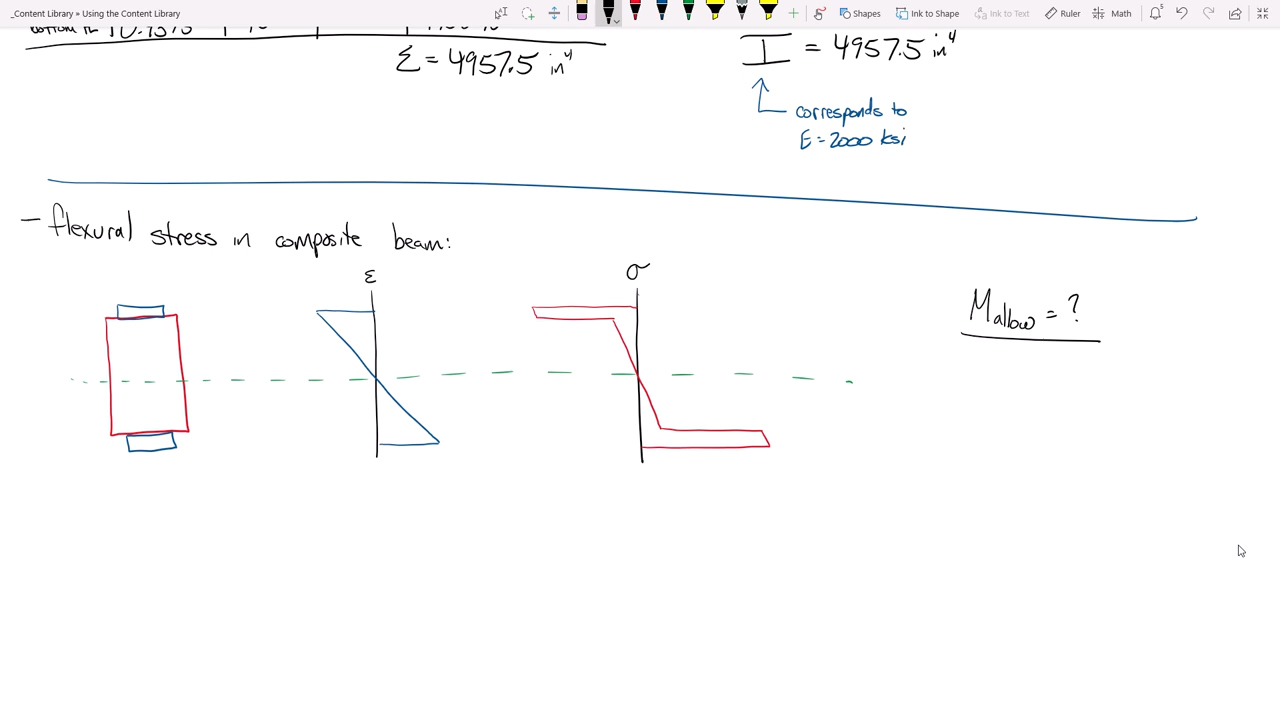 _Content Library » Using the Content Library
Shapes
Ink to Shape
Ink to Text
Ruler
Math
Σ = 4957.5 in⁴
I = 4957.5 in⁴
corresponds to
E = 2000 ksi
- flexural stress in composite beam:
ε
σ
Mallow = ?